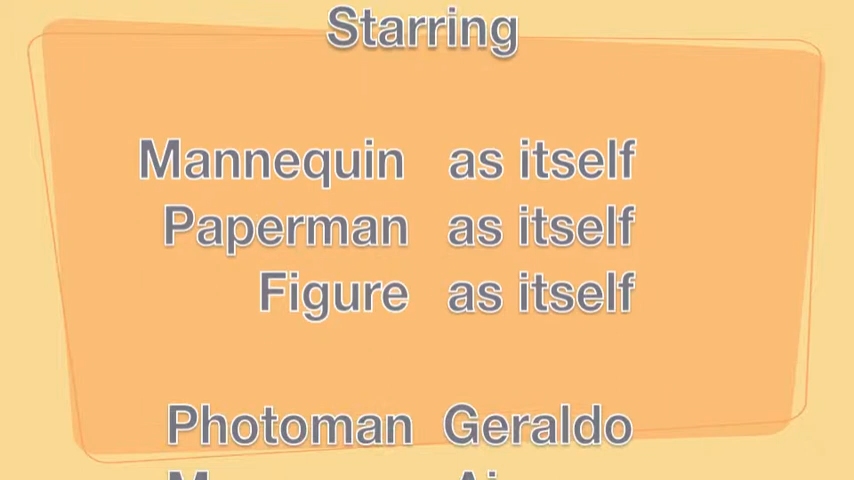 Starring
Mannequin as itself
Paperman as itself
Figure as itself
Photoman Geraldo